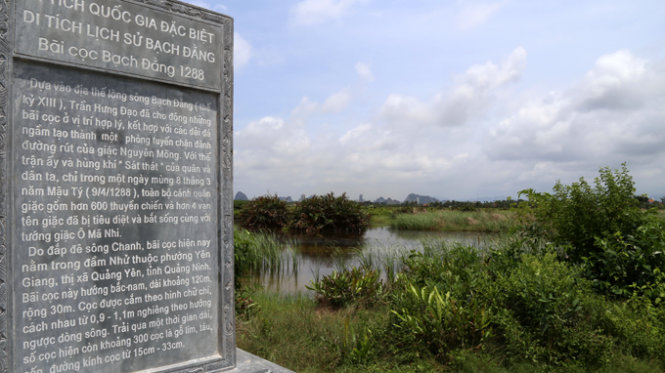 TÍCH QUỐC GIA ĐẶC BIỆT
DI TÍCH LỊCH SỬ BẠCH ĐẰNG
Bãi cọc Bạch Đằng 1288
Dựa vào địa thế lòng sông Bạch Đằng (
kỷ XIII ), Trần Hưng Đạo đã cho đóng những
bãi cọc ở vị trí hợp lý, kết hợp với các dải đá
ngầm tạo thành một phòng tuyến chắn đánh
đường rút của giặc Nguyên Mông. Với thế
trận ấy và hùng khí " Sát thát " của quân và
dân ta, chỉ trong một ngày mùng 8 tháng 3
năm Mậu Tý ( 9/4/1288 ), toàn bộ cánh quân
giặc gồm hơn 600 thuyền chiến và hơn 4 vạn
tên giặc đã bị tiêu diệt và bắt sống cùng với
tướng giặc Ô Mã Nhi.
Do đắp đê sông Chanh, bãi cọc hiện nay
nằm trong đầm Nhử thuộc phường Yên
Giang, thị xã Quảng Yên, tỉnh Quảng Ninh.
Bãi cọc này hướng bắc-nam, dài khoảng 120m,
rộng 30m. Cọc được cắm theo hình chữ chi,
cách nhau từ 0,9 - 1,1m nghiêng theo hướng
ngược dòng sông. Trải qua một thời gian dài,
số cọc hiện còn khoảng 300 cọc là gỗ lim, táu,
đường kính cọc từ 15cm - 33cm.